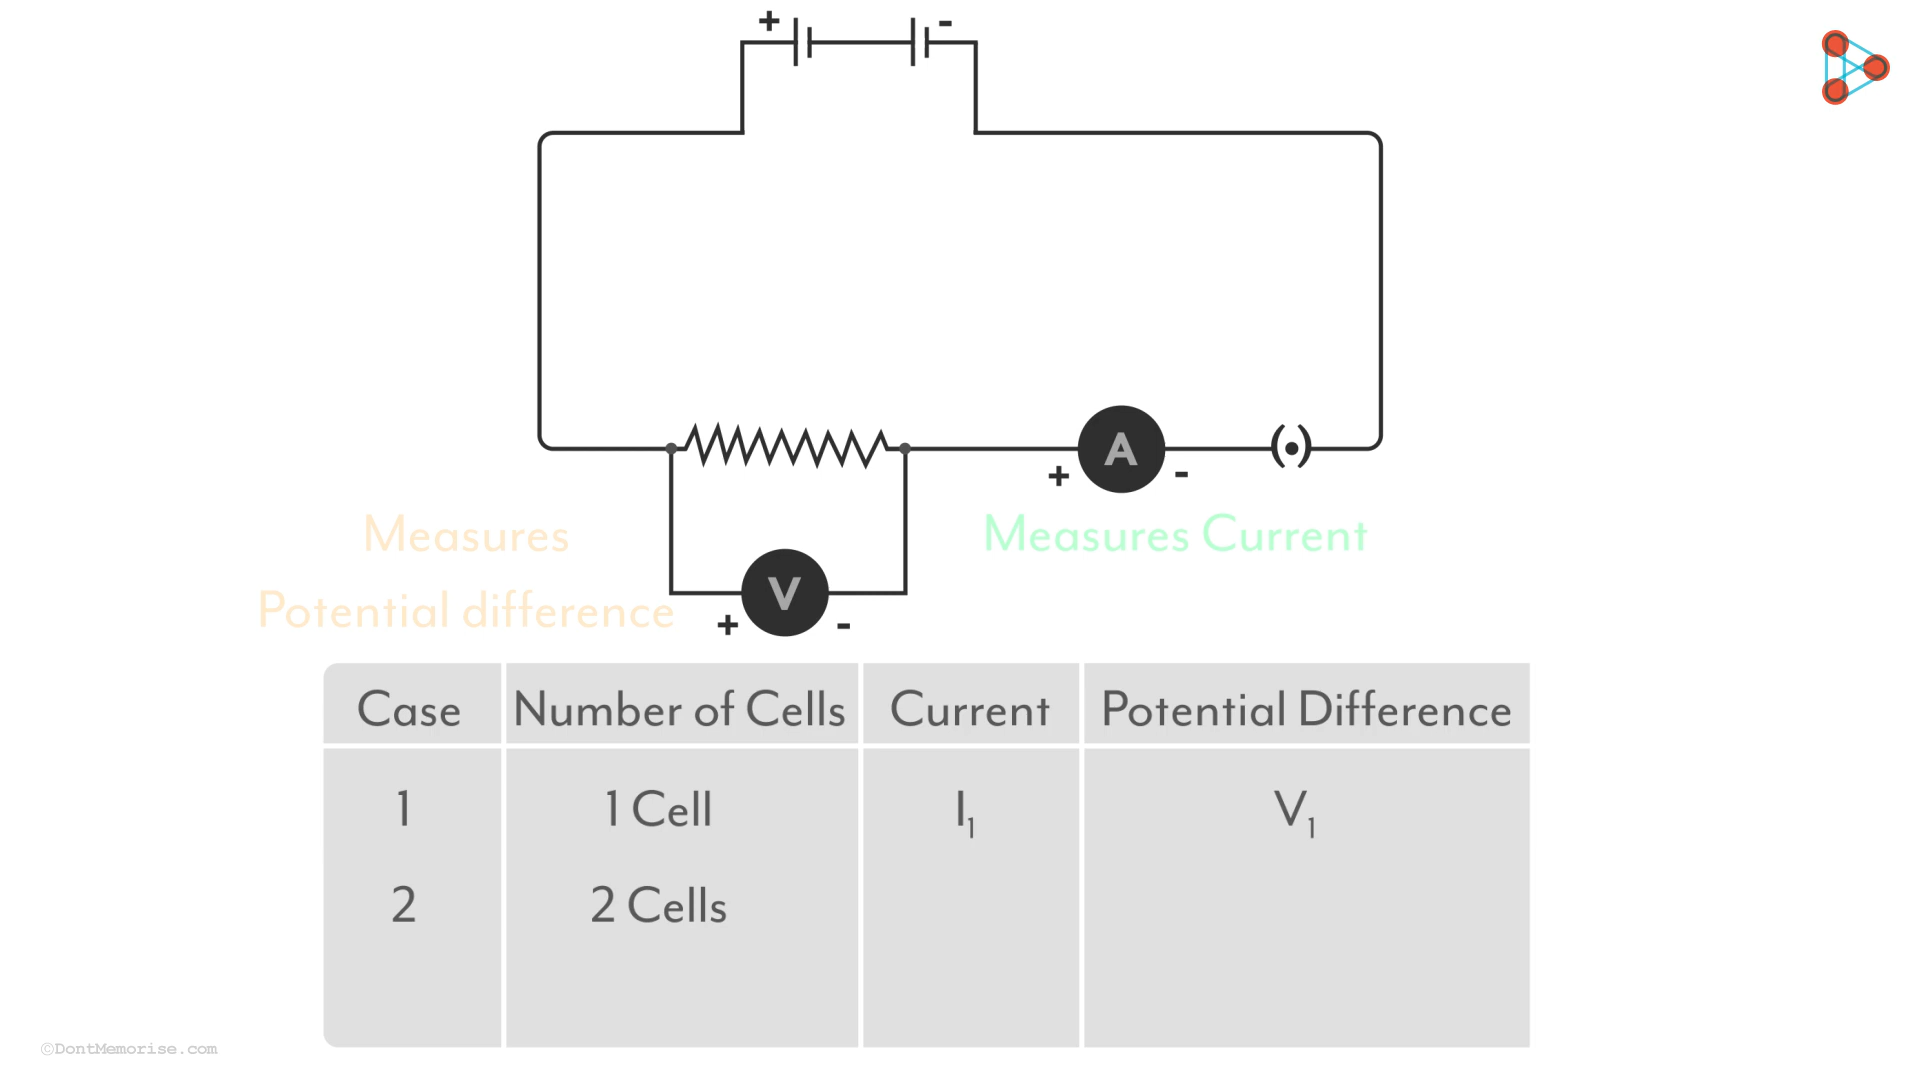 + -
A
+ -
Measures Current
Measures
Potential difference
V
+ -
Case Number of Cells Current Potential Difference
1 1 Cell I₁ V₁
2 2 Cells
©DontMemorise.com